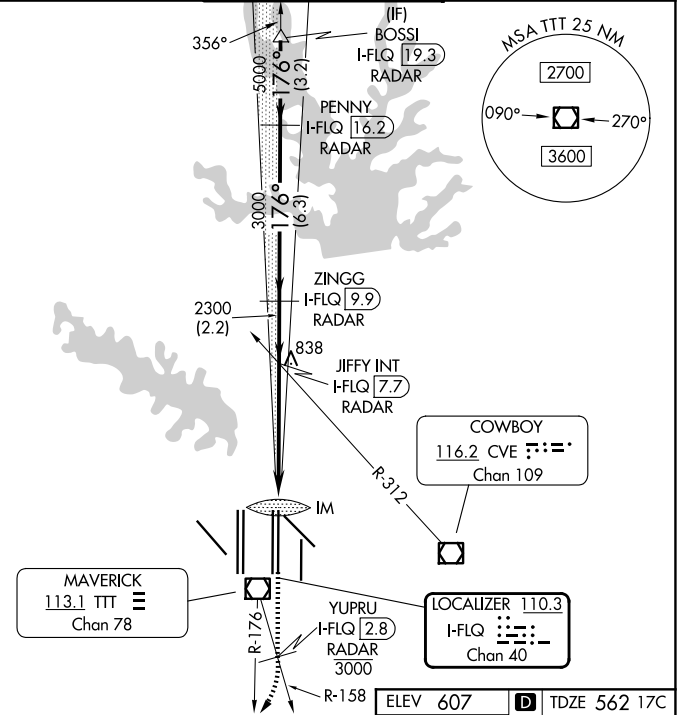 (IF)
BOSSI
I-FLQ 19.3
RADAR
356°
5000
176°
(3.2)
PENNY
I-FLQ 16.2
RADAR
3000
176°
(6.3)
ZINGG
I-FLQ 9.9
RADAR
2300
(2.2)
838
JIFFY INT
I-FLQ 7.7
RADAR
MSA TTT 25 NM
2700
090°
270°
3600
COWBOY
116.2 CVE
Chan 109
R-312
IM
MAVERICK
113.1 TTT
Chan 78
R-176
YUPRU
I-FLQ 2.8
RADAR
3000
R-158
LOCALIZER 110.3
I-FLQ
Chan 40
ELEV 607
D
TDZE 562 17C